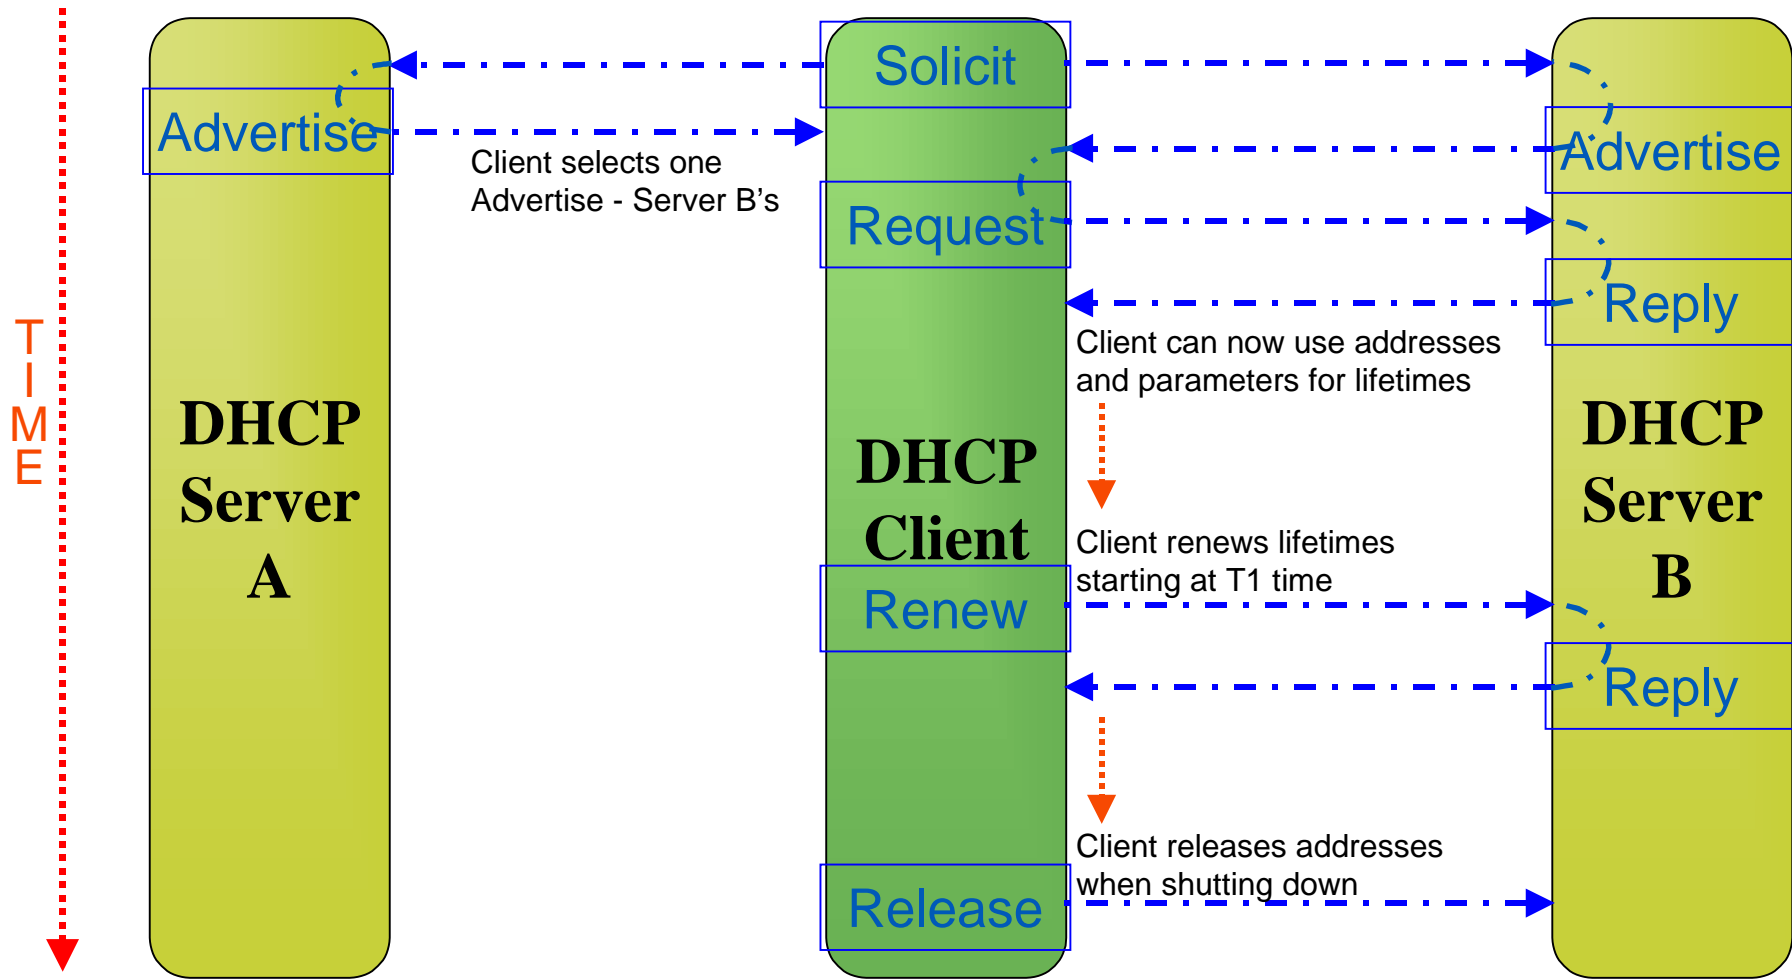 Solicit
Advertise
Client selects one
Advertise - Server B’s
Advertise
Request
Reply
Client can now use addresses
and parameters for lifetimes
TIME
DHCP
Server
A
DHCP
Client
DHCP
Server
B
Client renews lifetimes
starting at T1 time
Renew
Reply
Client releases addresses
when shutting down
Release